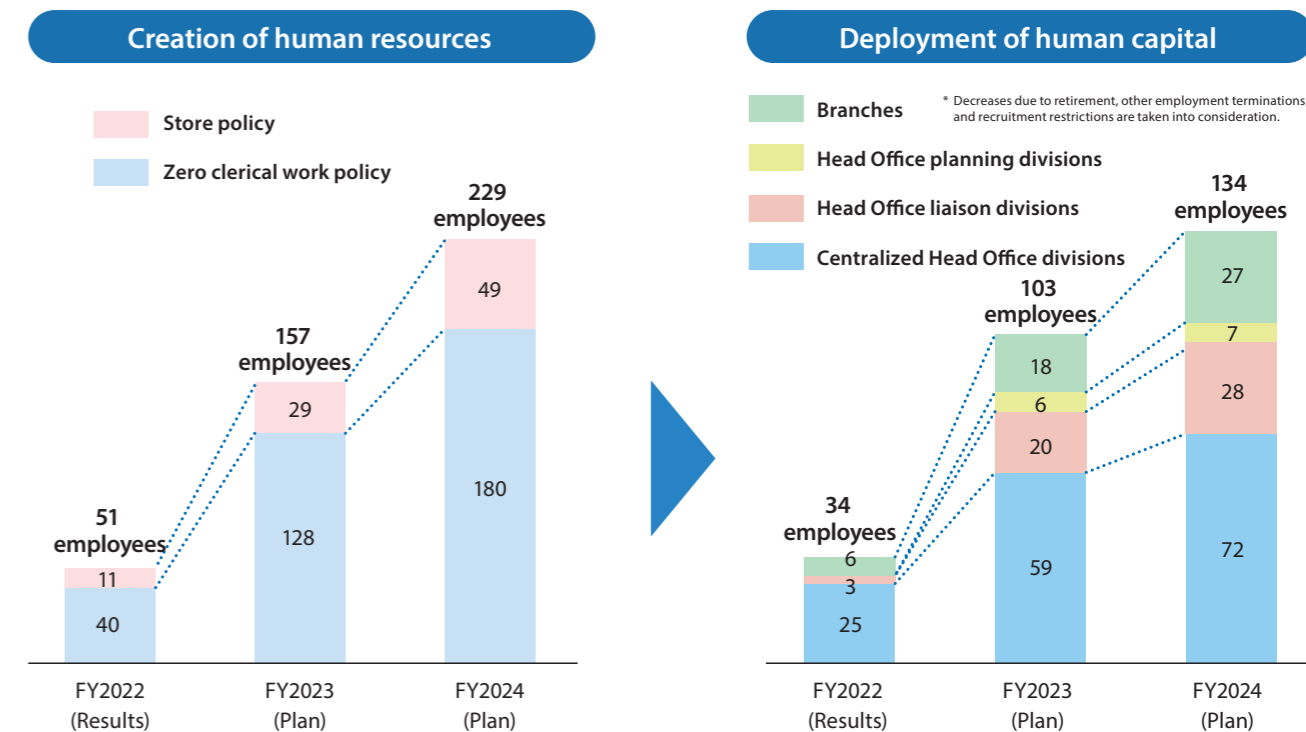 Creation of human resources
Store policy
Zero clerical work policy
51
employees
11
40
157
employees
29
128
229
employees
49
180
FY2022
(Results)
FY2023
(Plan)
FY2024
(Plan)
Deployment of human capital
Branches
* Decreases due to retirement, other employment terminations
and recruitment restrictions are taken into consideration.
Head Office planning divisions
Head Office liaison divisions
Centralized Head Office divisions
34
employees
6
3
25
103
employees
18
6
20
59
134
employees
27
7
28
72
FY2022
(Results)
FY2023
(Plan)
FY2024
(Plan)